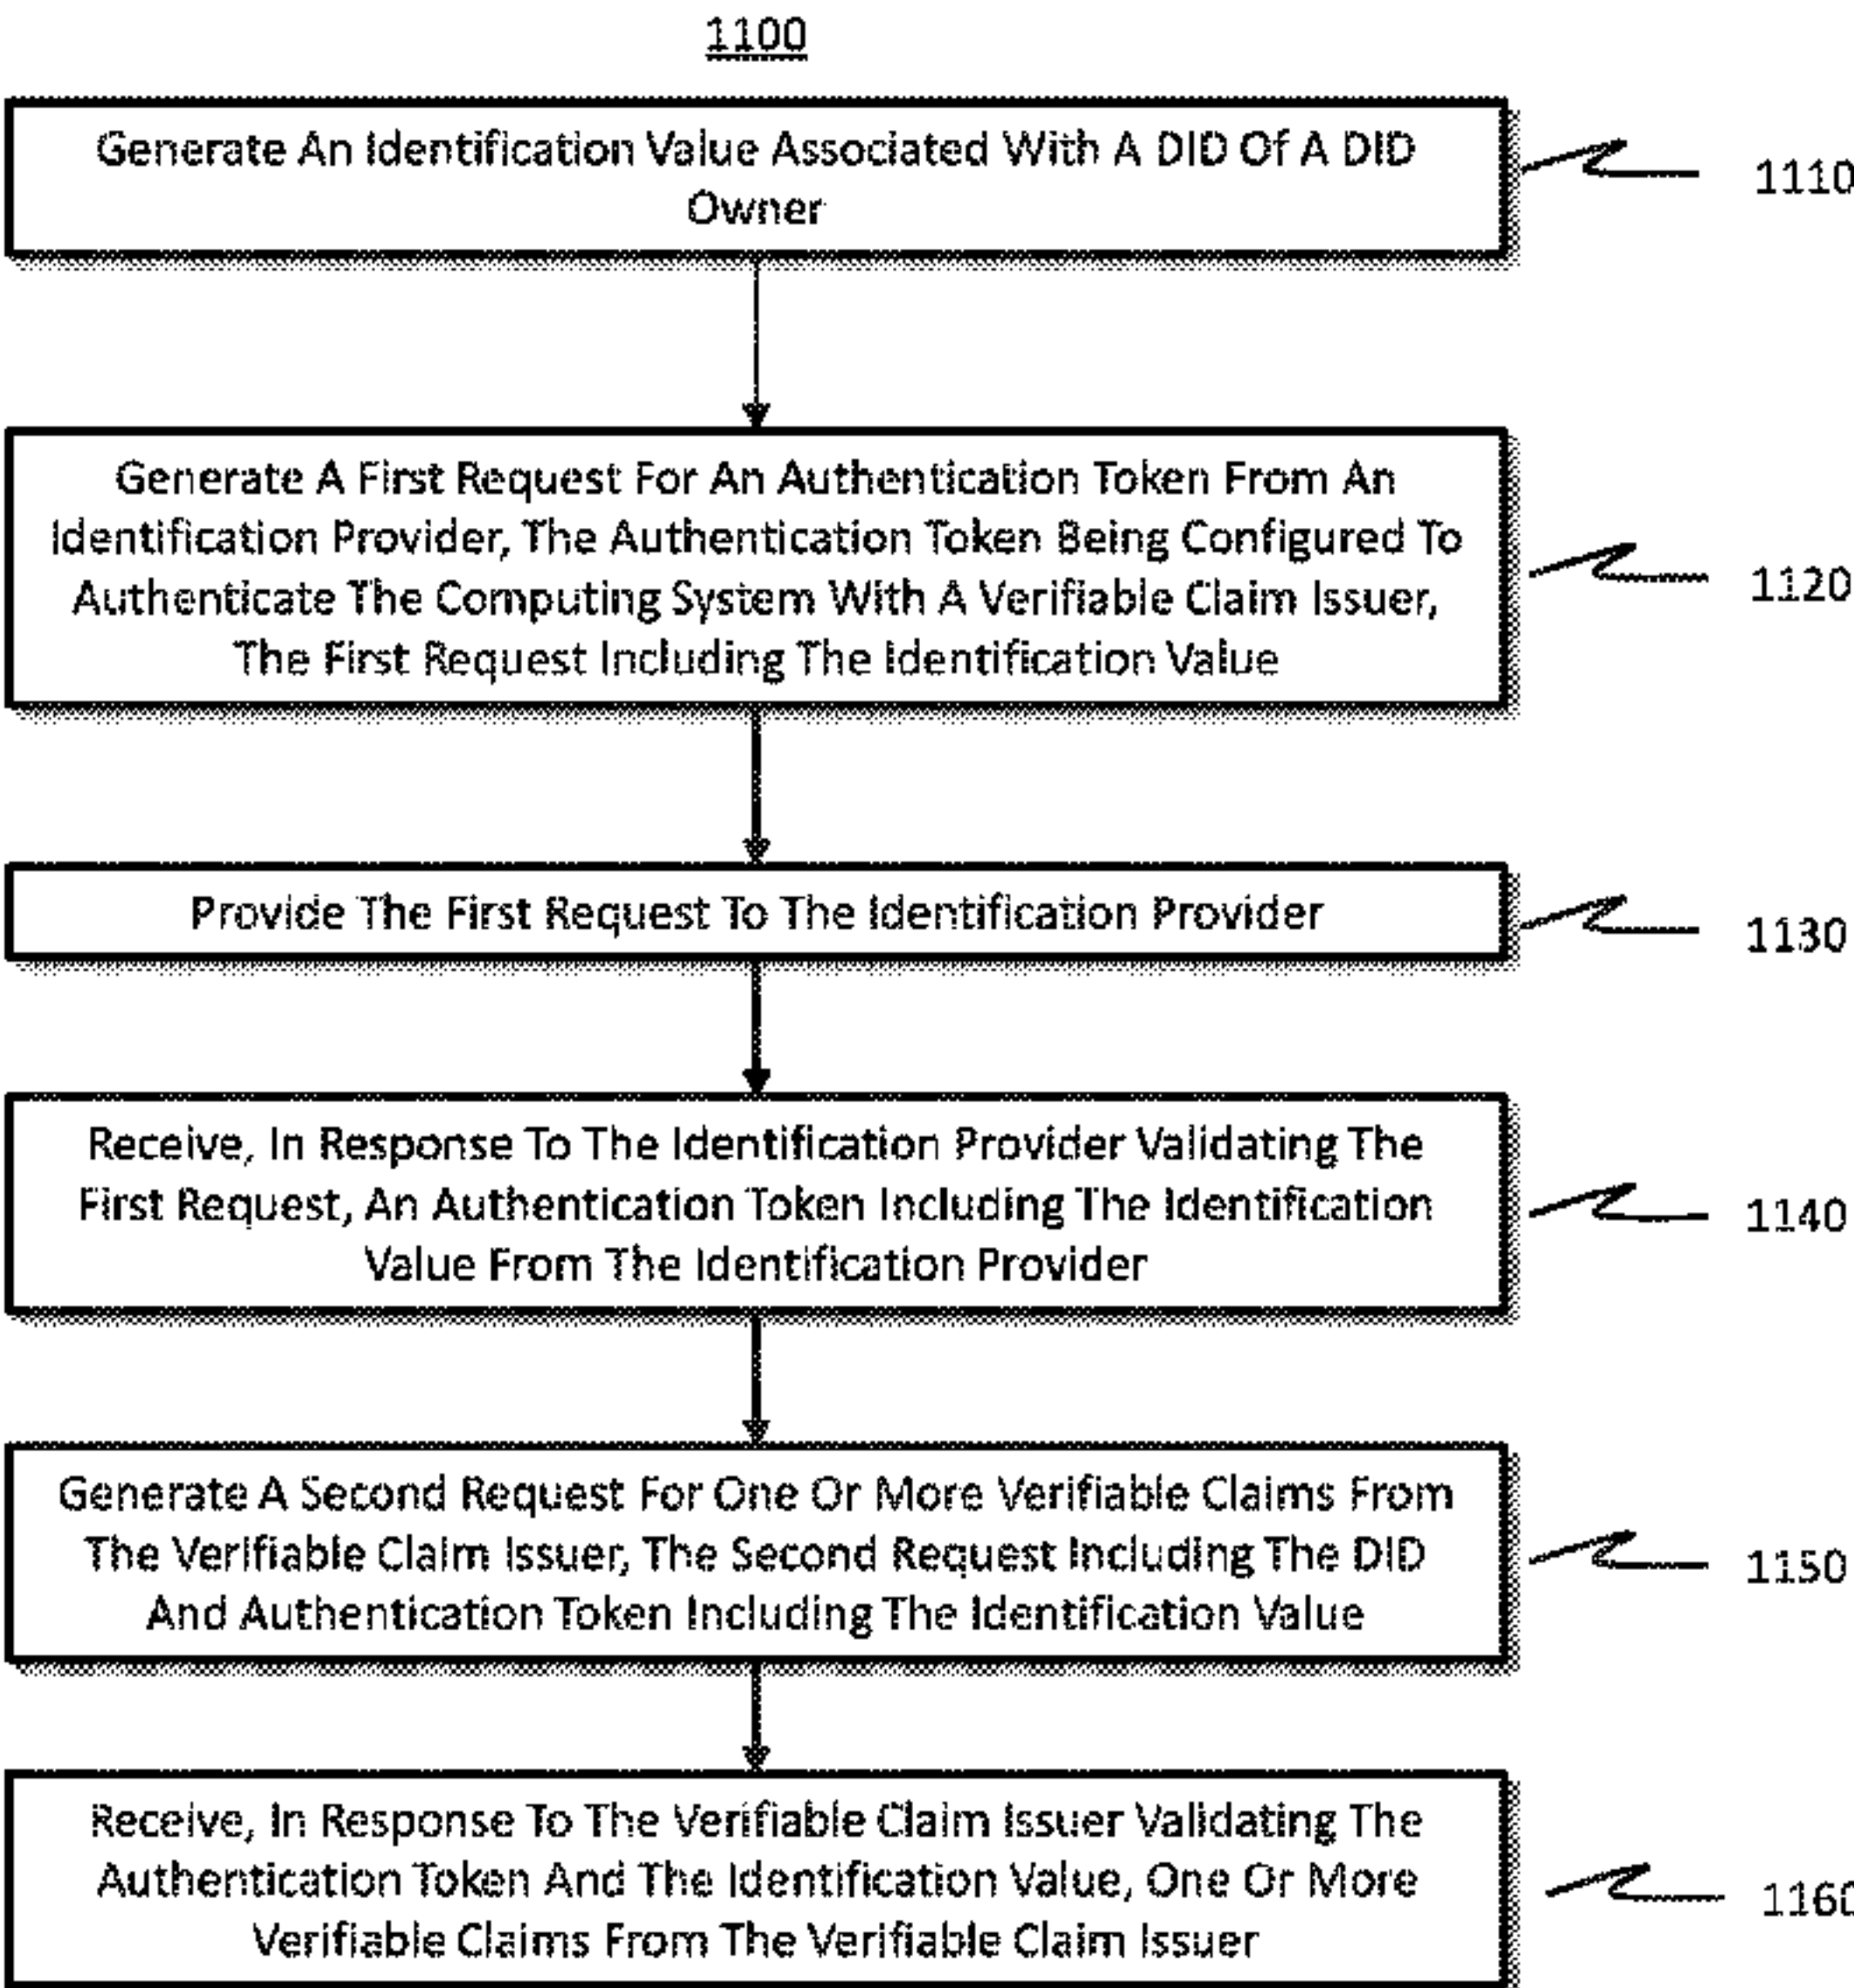 1100
Generate An Identification Value Associated With A DID Of A DID
Owner
1110
Generate A First Request For An Authentication Token From An
Identification Provider, The Authentication Token Being Configured To
Authenticate The Computing System With A Verifiable Claim Issuer,
The First Request Including The Identification Value
1120
Provide The First Request To The Identification Provider
1130
Receive, In Response To The Identification Provider Validating The
First Request, An Authentication Token Including The Identification
Value From The Identification Provider
1140
Generate A Second Request For One Or More Verifiable Claims From
The Verifiable Claim Issuer, The Second Request Including The DID
And Authentication Token Including The Identification Value
1150
Receive, In Response To The Verifiable Claim Issuer Validating The
Authentication Token And The Identification Value, One Or More
Verifiable Claims From The Verifiable Claim Issuer
1160